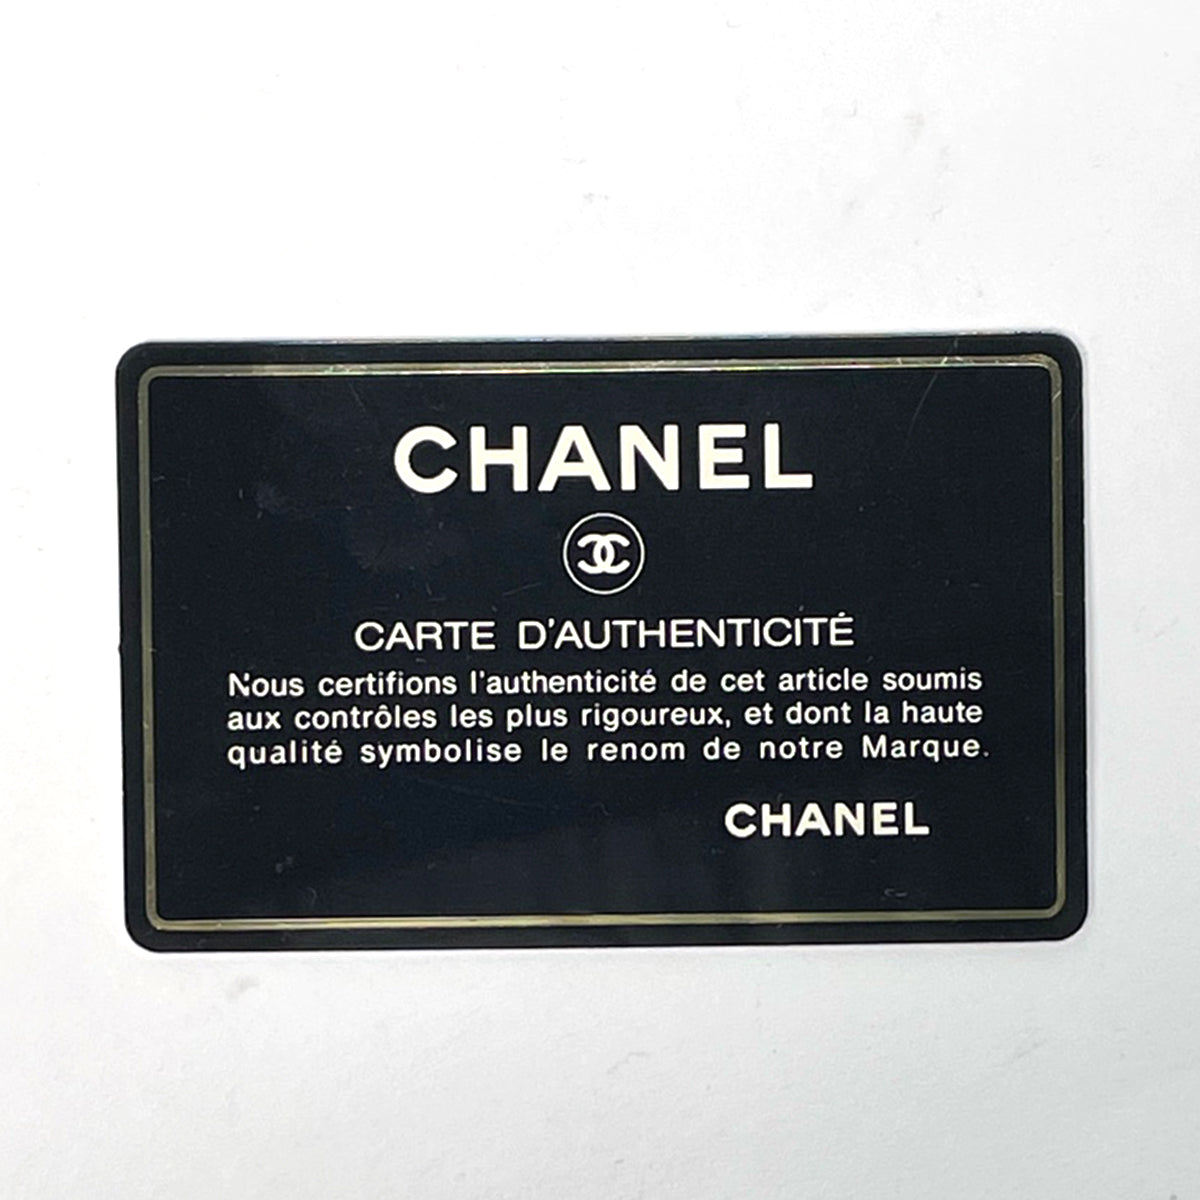 CHANEL
CARTE D'AUTHENTICITÉ
Nous certifions l'authenticité de cet article soumis
aux contrôles les plus rigoureux, et dont la haute
qualité symbolise le renom de notre Marque.
CHANEL